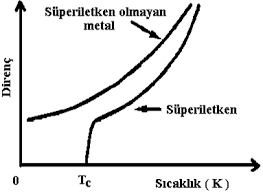 Süperiletken olmayan
metal
Direnç
Süperiletken
0
Tc
Sıcaklık ( K )